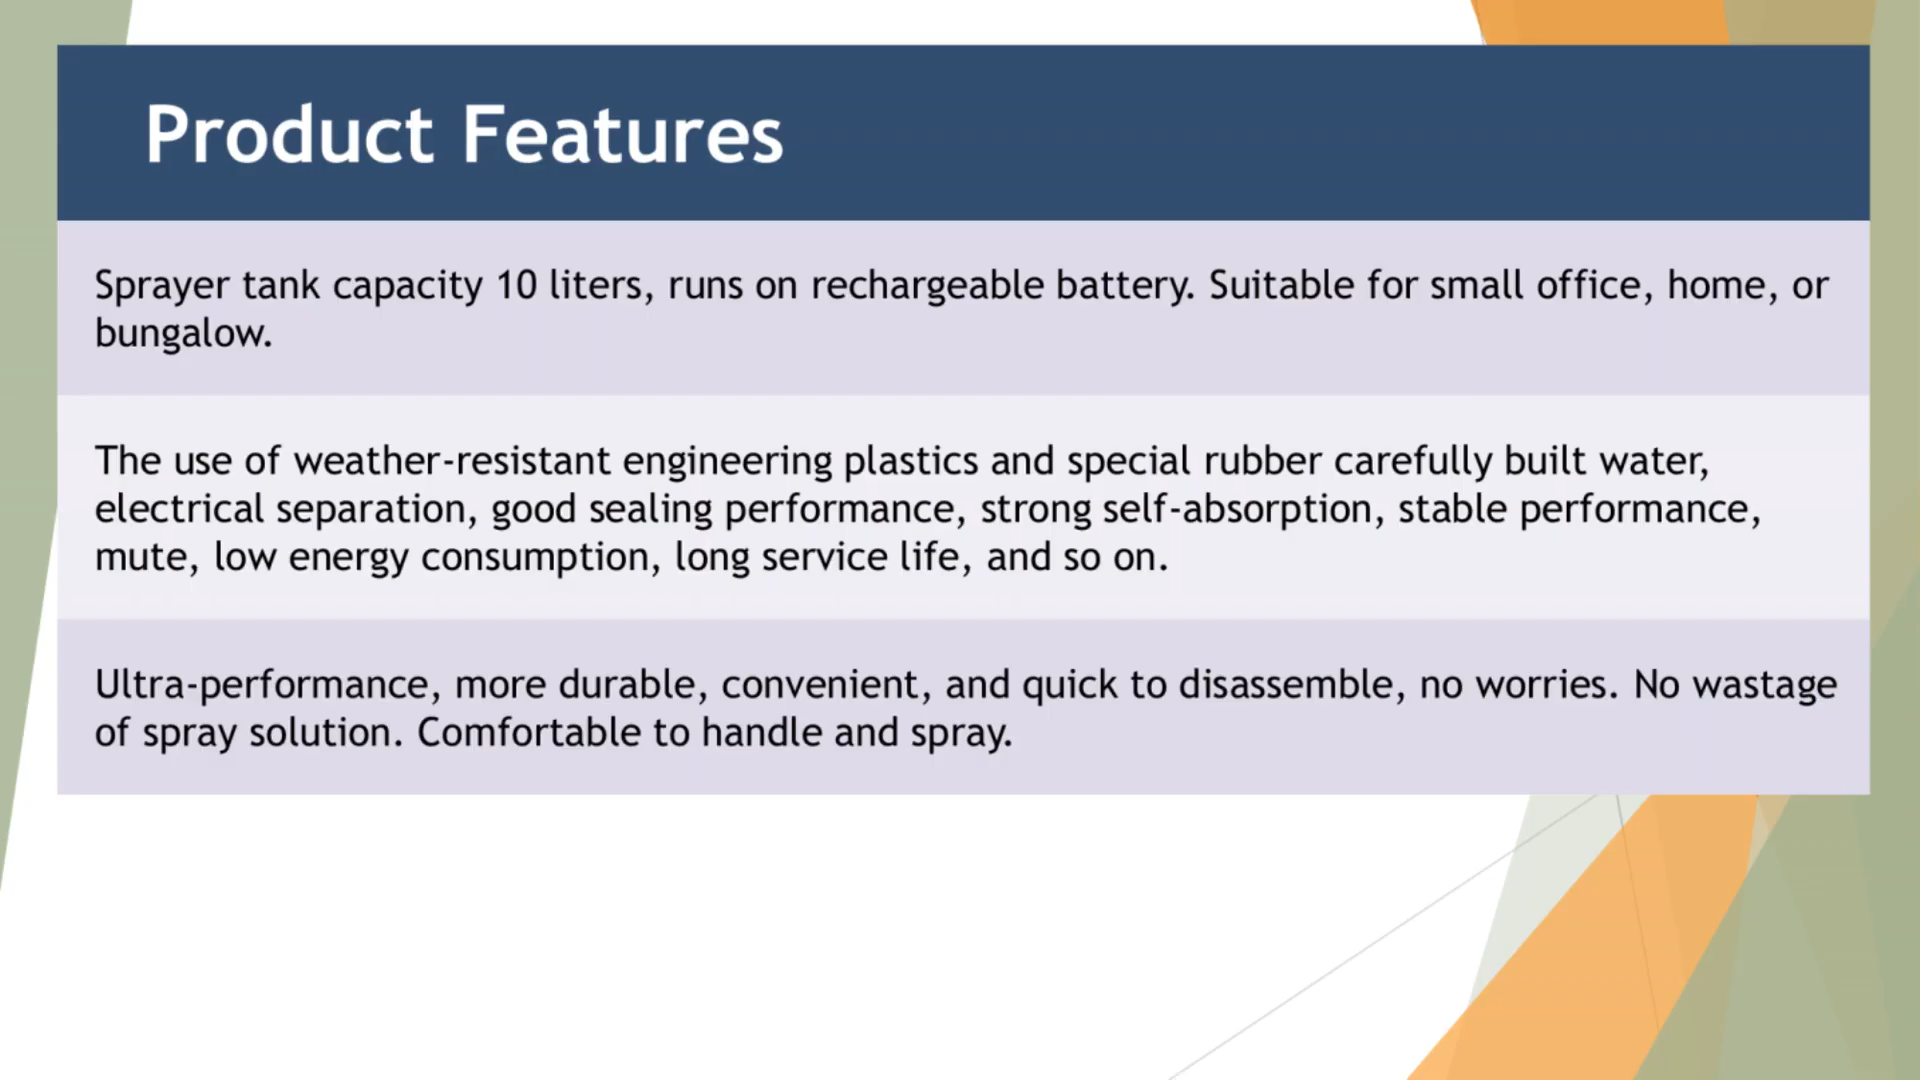 Product Features
Sprayer tank capacity 10 liters, runs on rechargeable battery. Suitable for small office, home, or
bungalow.
The use of weather-resistant engineering plastics and special rubber carefully built water,
electrical separation, good sealing performance, strong self-absorption, stable performance,
mute, low energy consumption, long service life, and so on.
Ultra-performance, more durable, convenient, and quick to disassemble, no worries. No wastage
of spray solution. Comfortable to handle and spray.